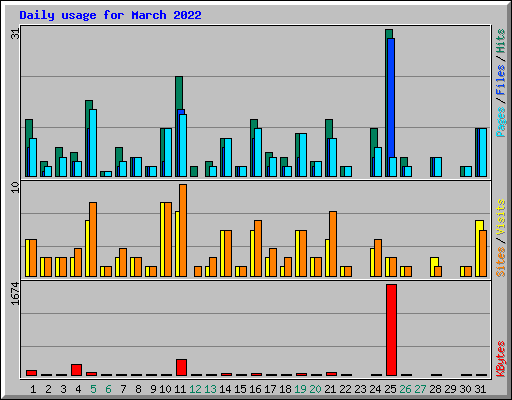 Daily usage for March 2022
31
10
1674
Pages / Files / Hits
Sites / Visits
KBytes
1 2 3 4 5 6 7 8 9 10 11 12 13 14 15 16 17 18 19 20 21 22 23 24 25 26 27 28 29 30 31